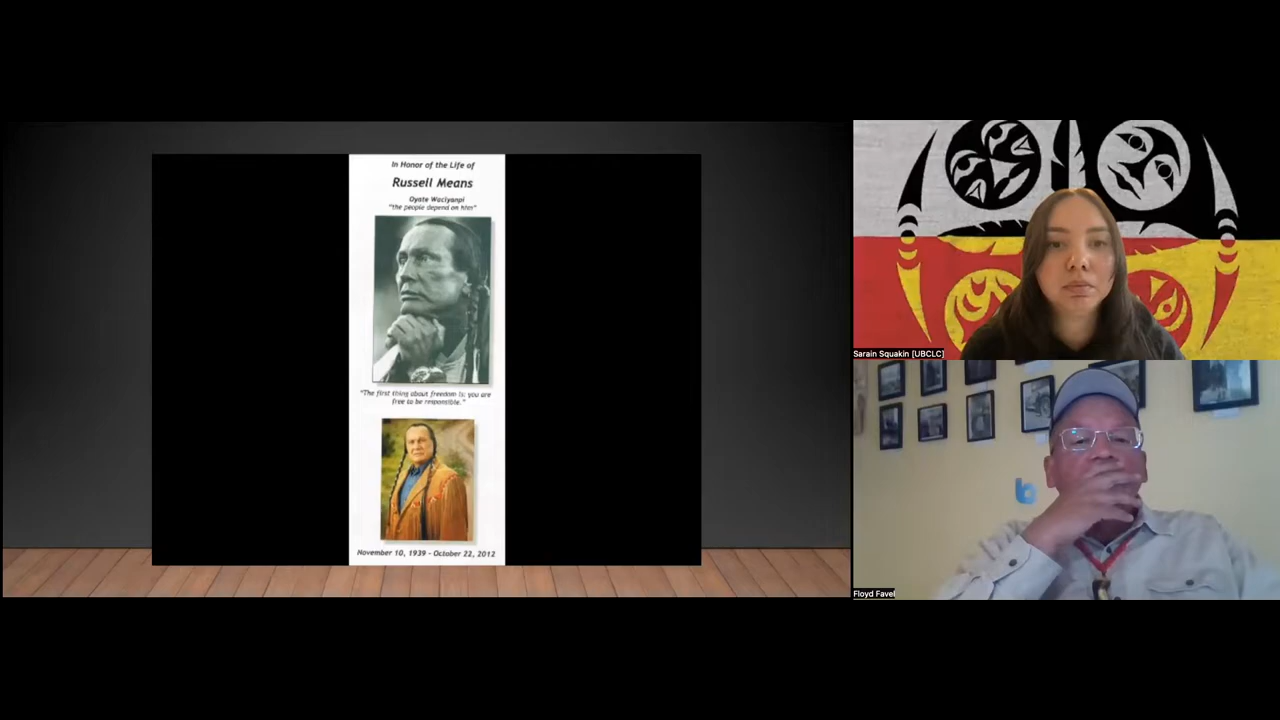 In Honor of the Life of
Russell Means
Oyate Waciyanpi
"the people depend on him"
"The first thing about freedom is: you are
free to be responsible."
November 10, 1939 - October 22, 2012
Sarain Squakin [UBCLC]
b
Floyd Favel